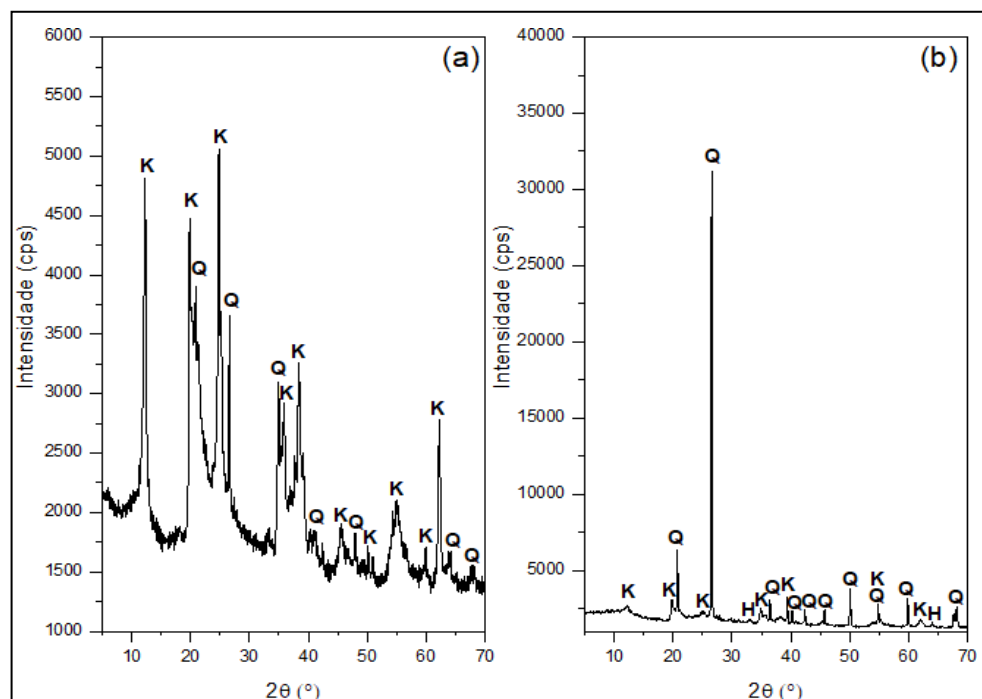 (a)
Intensidade (cps)
6000
5000
4500
4000
3500
3000
2500
2000
1500
1000
5500
K
K
Q
K
Q
Q
K
K
Q
K
Q
K
K
K
K
Q
Q
10 20 30 40 50 60 70
2θ (°)
(b)
Intensidade (cps)
40000
35000
30000
25000
20000
15000
10000
5000
K
K
Q
K
Q
H
K
Q
K
Q
Q
Q
Q
K
Q
Q
K
H
Q
10 20 30 40 50 60 70
2θ (°)